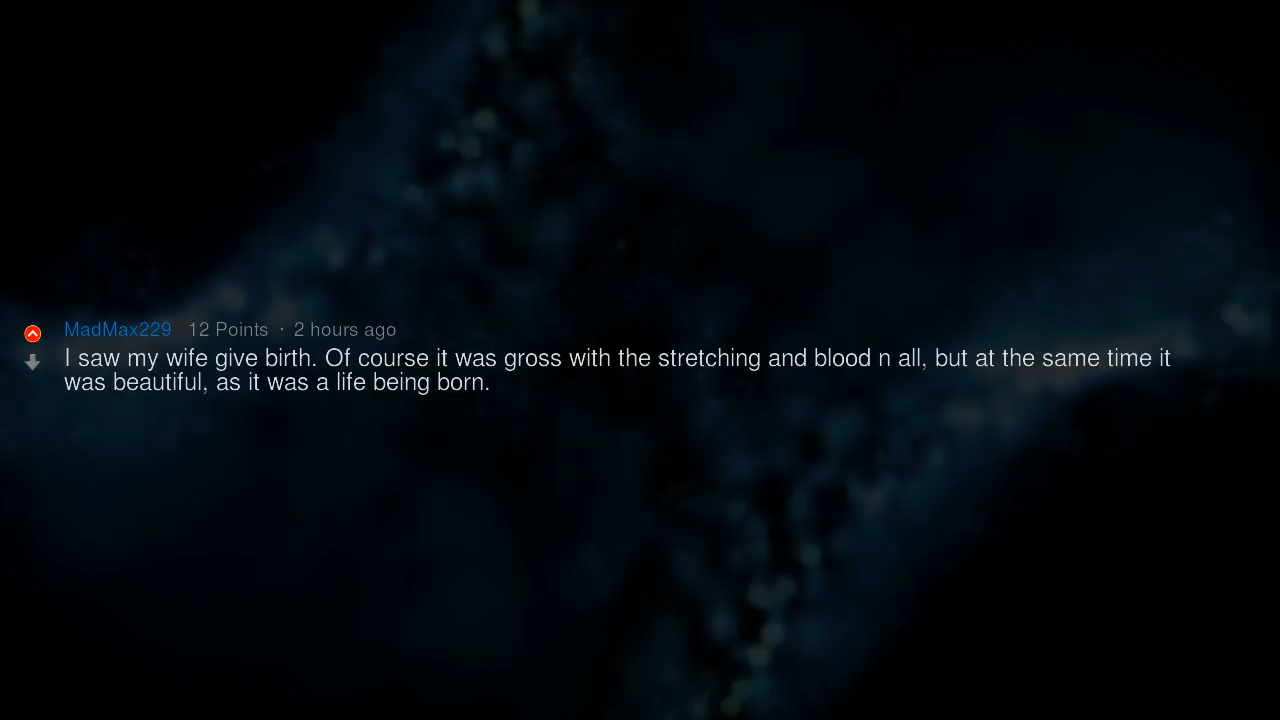 MadMax229 12 Points · 2 hours ago
I saw my wife give birth. Of course it was gross with the stretching and blood n all, but at the same time it
was beautiful, as it was a life being born.